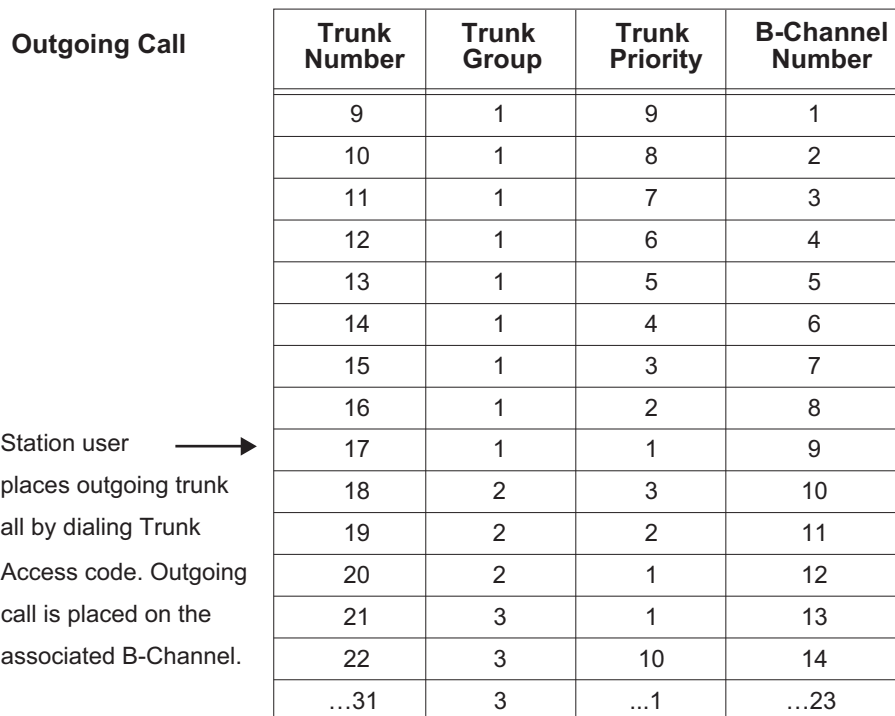 Outgoing Call
Trunk Number Trunk Group Trunk Priority B-Channel Number
9 1 9 1
10 1 8 2
11 1 7 3
12 1 6 4
13 1 5 5
14 1 4 6
15 1 3 7
16 1 2 8
17 1 1 9
18 2 3 10
19 2 2 11
20 2 1 12
21 3 1 13
22 3 10 14
…31 3 ...1 …23
Station user
places outgoing trunk
all by dialing Trunk
Access code. Outgoing
call is placed on the
associated B-Channel.